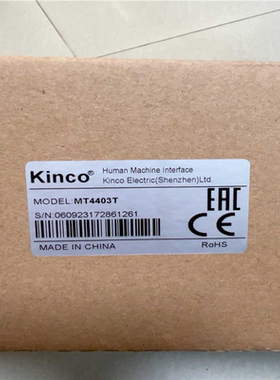 Kinco®
Human Machine Interface
Kinco Electric(Shenzhen)Ltd.
MODEL:MT4403T
S/N:060923172861261
MADE IN CHINA
EAC
CE
RoHS